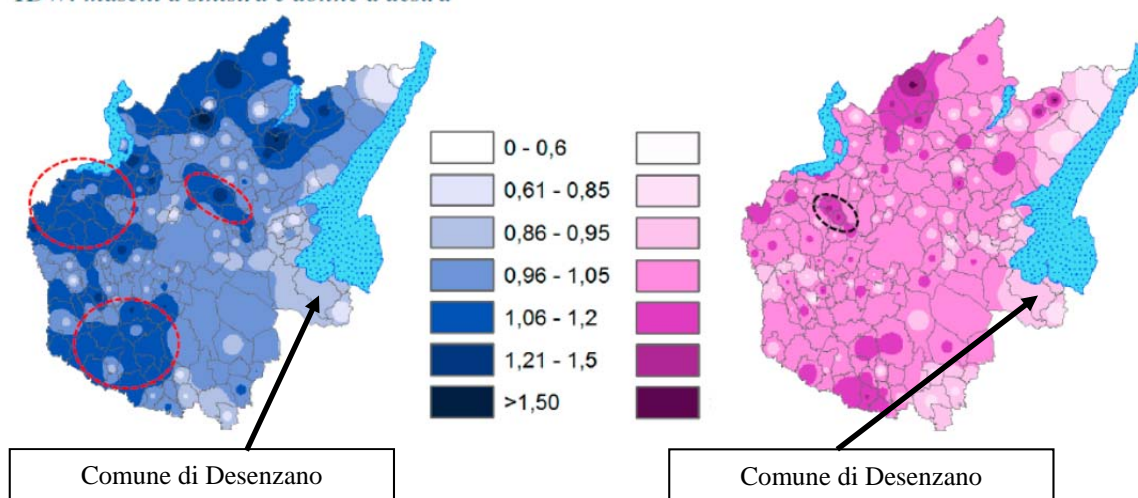 0 - 0,6
0,61 - 0,85
0,86 - 0,95
0,96 - 1,05
1,06 - 1,2
1,21 - 1,5
>1,50
Comune di Desenzano
Comune di Desenzano